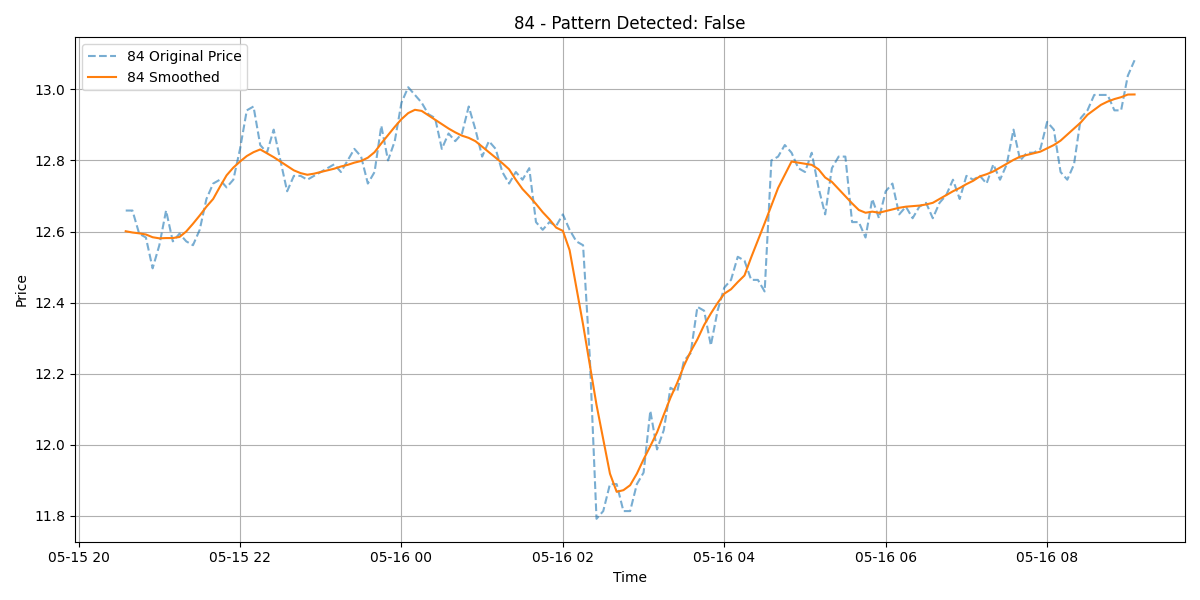 84 - Pattern Detected: False
84 Original Price
84 Smoothed
Price
13.0
12.8
12.6
12.4
12.2
12.0
11.8
05-15 20
05-15 22
05-16 00
05-16 02
05-16 04
05-16 06
05-16 08
Time